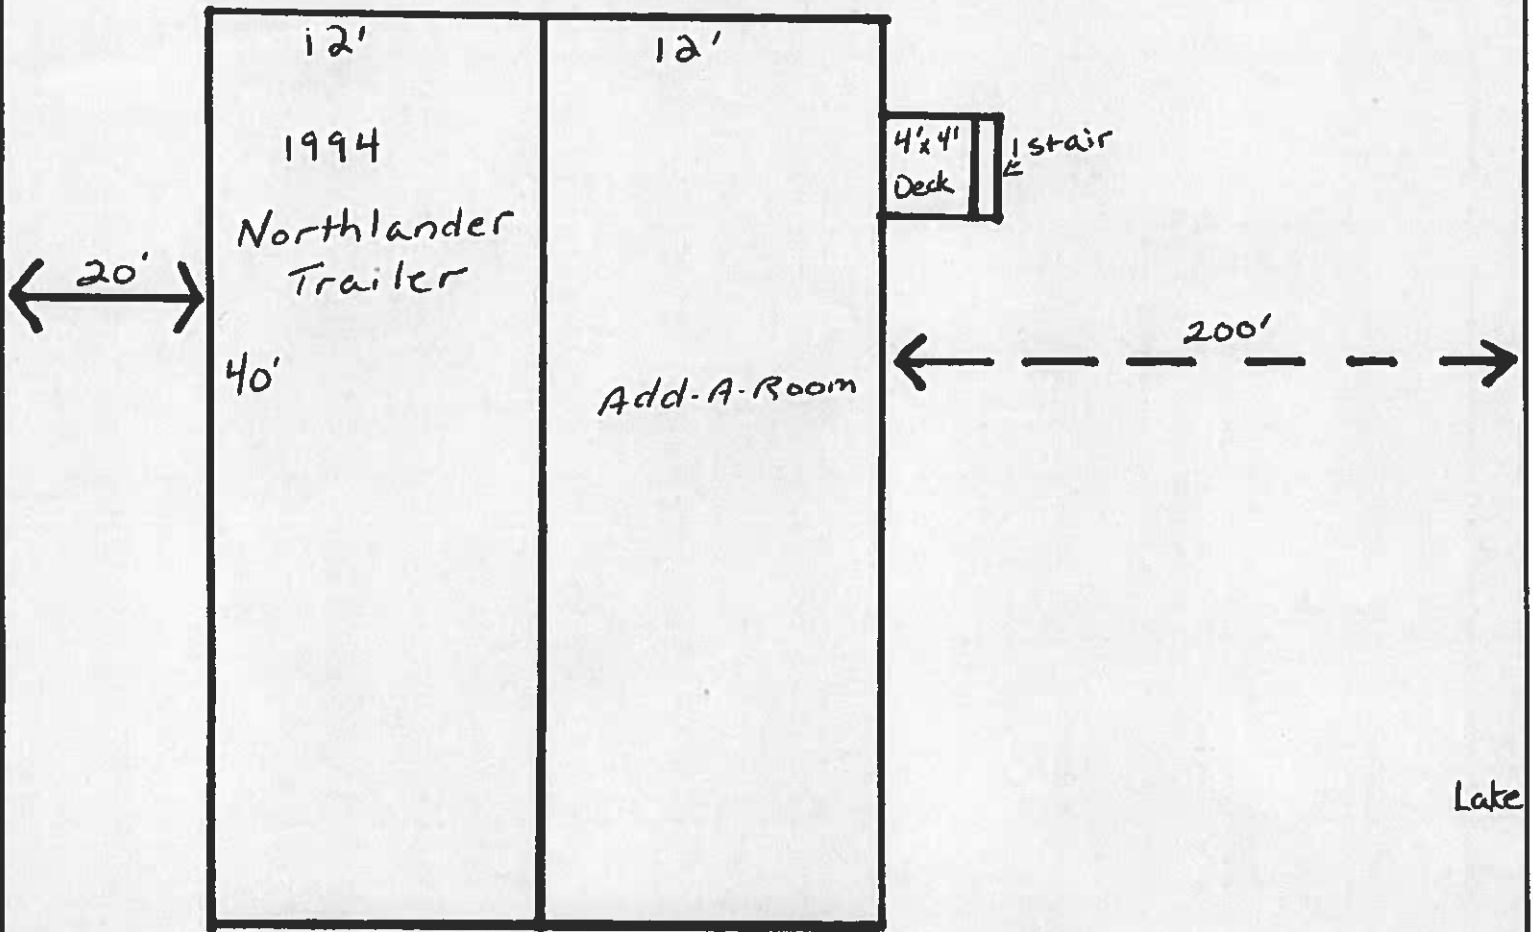 12'
12'
1994
Northlander
Trailer
20'
40'
Add-A-Room
4'x4'
Deck
1 stair
200'
Lake